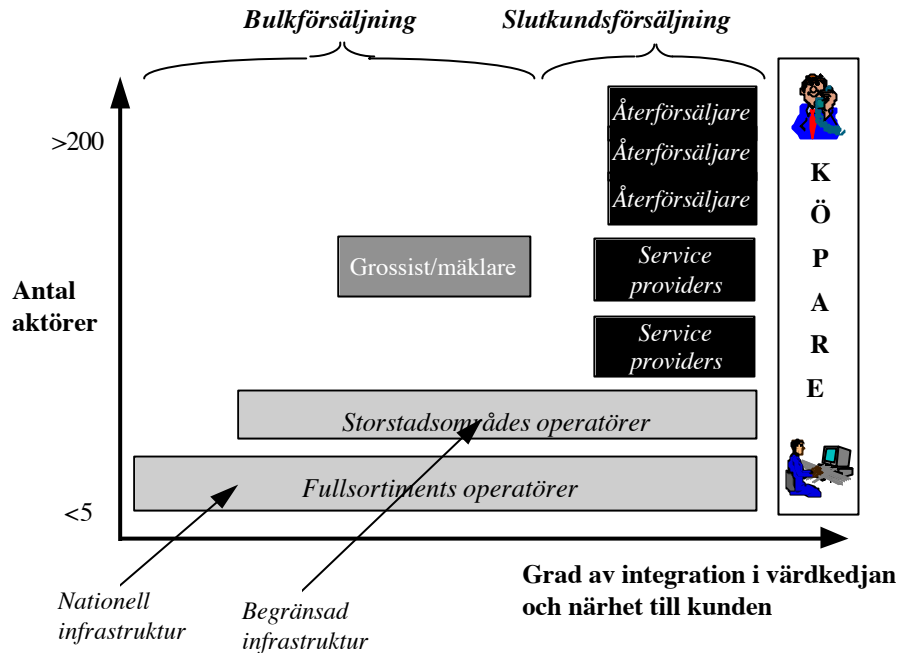 Bulkförsäljning
Slutkundsförsäljning
>200
Återförsäljare
Återförsäljare
Återförsäljare
Grossist/mäklare
Service
providers
Service
providers
Antal
aktörer
Storstadsområdes operatörer
Fullsortiments operatörer
<5
K
Ö
P
A
R
E
Grad av integration i värdkedjan
och närhet till kunden
Nationell
infrastruktur
Begränsad
infrastruktur